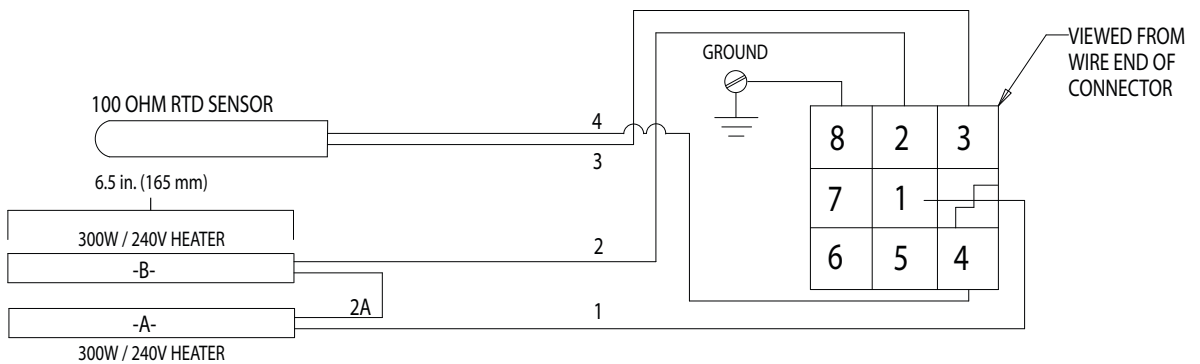 VIEWED FROM
WIRE END OF
CONNECTOR
GROUND
100 OHM RTD SENSOR
4
3
8 2 3
7 1
6 5 4
6.5 in. (165 mm)
300W / 240V HEATER
-B-
2
2A
1
-A-
300W / 240V HEATER